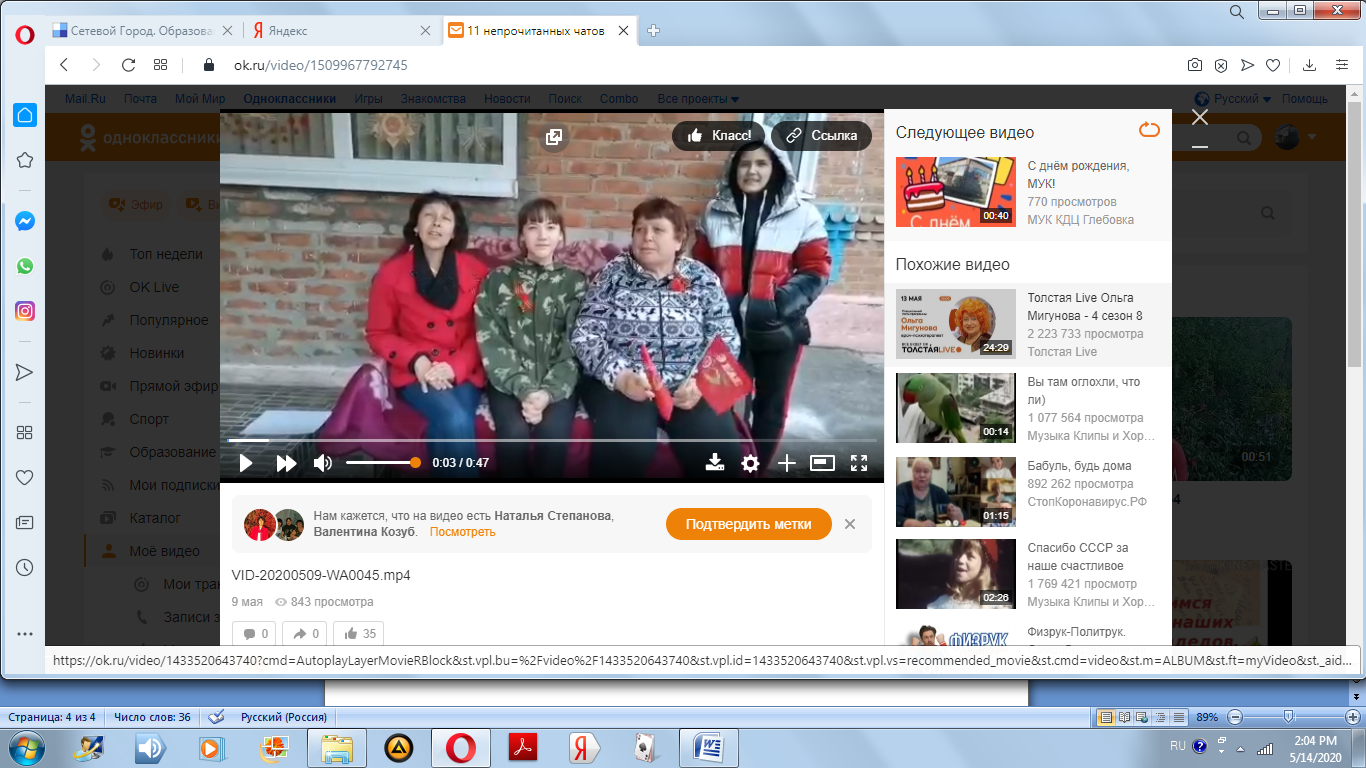 Сетевой Город. Образова
Яндекс
11 непрочитанных чатов
ok.ru/video/1509967792745
Mail.Ru Почта Мой Мир Одноклассники Игры Знакомства Новости Поиск Combo Все проекты Русский Помощь
одноклассники
Эфир
Топ недели
OK Live
Популярное
Новинки
Прямой эфир
Спорт
Образование
Мои подписки
Каталог
Моё видео
Мои тран
Записи э
Класс!
Ссылка
0:03 / 0:47
Нам кажется, что на видео есть Наталья Степанова,
Валентина Козуб. Посмотреть
Подтвердить метки
VID-20200509-WA0045.mp4
9 мая 843 просмотра
0 0 35
Следующее видео
С днём
00:40
С днём рождения,
МУК!
770 просмотров
МУК КДЦ Глебовка
Похожие видео
13 МАЯ
Ольга
Мигунова
ТОЛСТАЯLIVE
24:29
Толстая Live Ольга
Мигунова - 4 сезон 8
2 223 733 просмотра
Толстая Live
00:14
Вы там оглохли, что
ли)
1 077 564 просмотра
Музыка Клипы и Хор...
01:15
Бабуль, будь дома
892 262 просмотра
СтопКоронавирус.РФ
02:26
Спасибо СССР за
наше счастливое
1 769 421 просмотр
Музыка Клипы и Хор...
ФИЗРУК
Физрук-Политрук.
00:51
https://ok.ru/video/1433520643740?cmd=AutoplayLayerMovieRBlock&st.vpl.bu=%2Fvideo%2F1433520643740&st.vpl.id=1433520643740&st.vpl.vs=recommended_movie&st.cmd=video&st.m=ALBUM&st.ft=myVideo&st._aid...
Страница: 4 из 4 Число слов: 36 Русский (Россия) 89%
RU
2:04 PM
5/14/2020